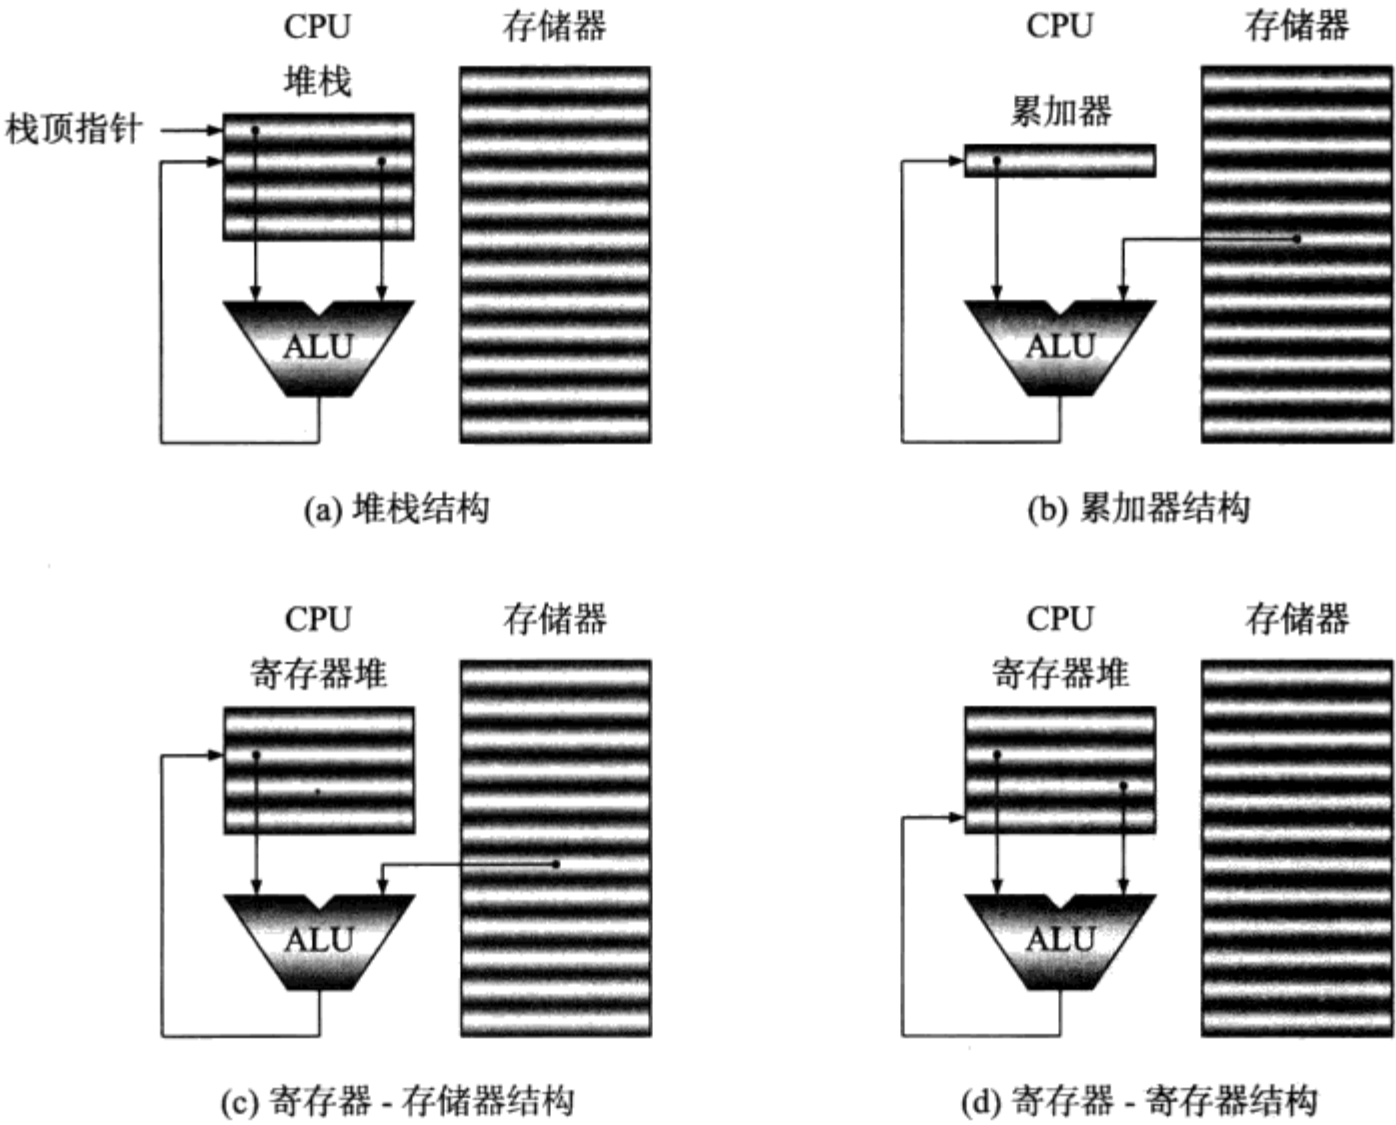 CPU 存储器
堆栈
栈顶指针
ALU
(a) 堆栈结构
CPU 存储器
累加器
ALU
(b) 累加器结构
CPU 存储器
寄存器堆
ALU
(c) 寄存器 - 存储器结构
CPU 存储器
寄存器堆
ALU
(d) 寄存器 - 寄存器结构